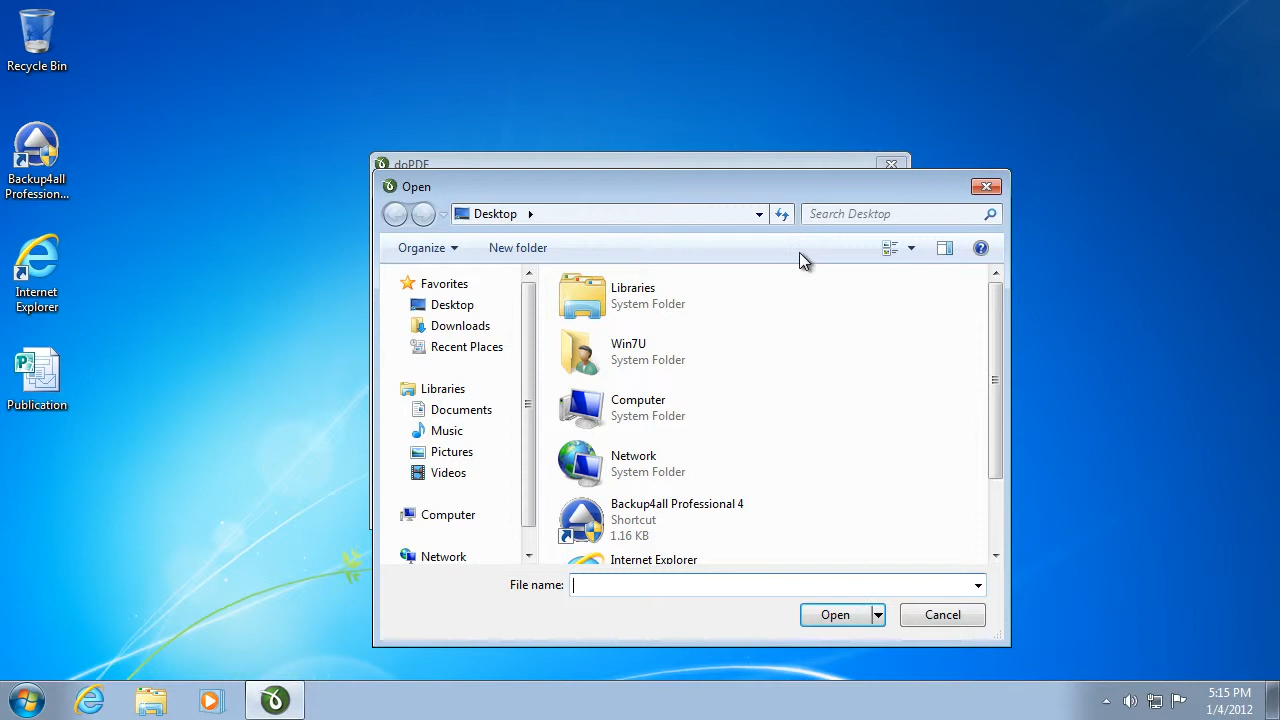 Recycle Bin
Backup4all
Profession...
Internet
Explorer
Publication
doPDF
Open
Desktop
Search Desktop
Organize
New folder
Favorites
Desktop
Downloads
Recent Places
Libraries
Documents
Music
Pictures
Videos
Computer
Network
Libraries
System Folder
Win7U
System Folder
Computer
System Folder
Network
System Folder
Backup4all Professional 4
Shortcut
1.16 KB
Internet Explorer
File name:
Open
Cancel
5:15 PM
1/4/2012